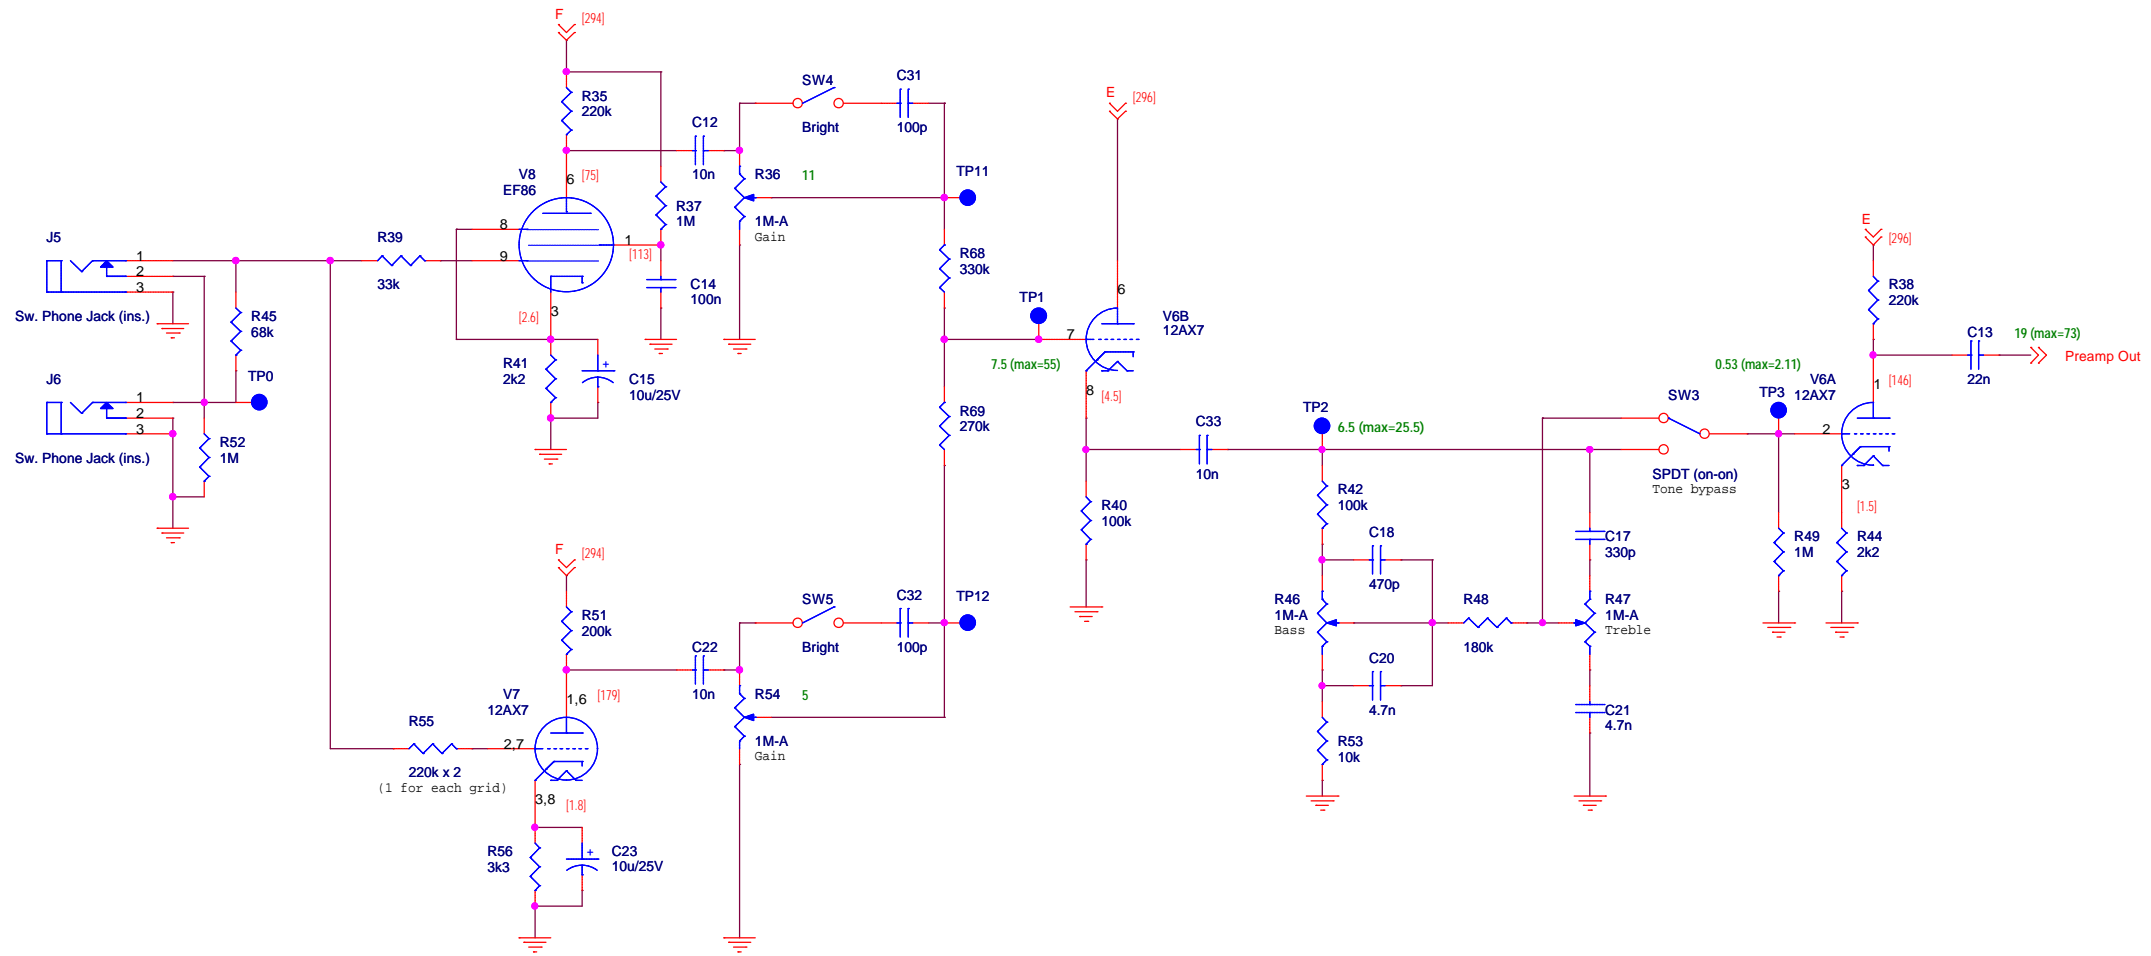 F [294]
R35
220k
SW4
Bright
C31
100p
C12
10n
V8
EF86
6
[75]
R36
11
1M-A
Gain
TP11
R37
1M
8
9
1
[113]
J5
1
2
3
Sw. Phone Jack (ins.)
R39
33k
R45
68k
C14
100n
3
[2.6]
R41
2k2
C15
10u/25V
+
J6
1
2
3
Sw. Phone Jack (ins.)
TP0
R52
1M
R68
330k
R69
270k
TP1
7
7.5 (max=55)
E [296]
6
V6B
12AX7
8
[4.5]
C33
10n
R40
100k
TP2
6.5 (max=25.5)
R42
100k
C18
470p
R46
1M-A
Bass
R48
180k
C20
4.7n
R53
10k
C17
330p
R47
1M-A
Treble
C21
4.7n
SW3
SPDT (on-on)
Tone bypass
0.53 (max=2.11)
TP3
2
V6A
12AX7
E [296]
R38
220k
C13
22n
19 (max=73)
Preamp Out
1
[146]
3
[1.5]
R49
1M
R44
2k2
F [294]
R51
200k
SW5
Bright
C32
100p
TP12
C22
10n
V7
12AX7
1,6
[179]
R54
5
1M-A
Gain
R55
2,7
220k x 2
(1 for each grid)
3,8
[1.8]
R56
3k3
C23
10u/25V
+